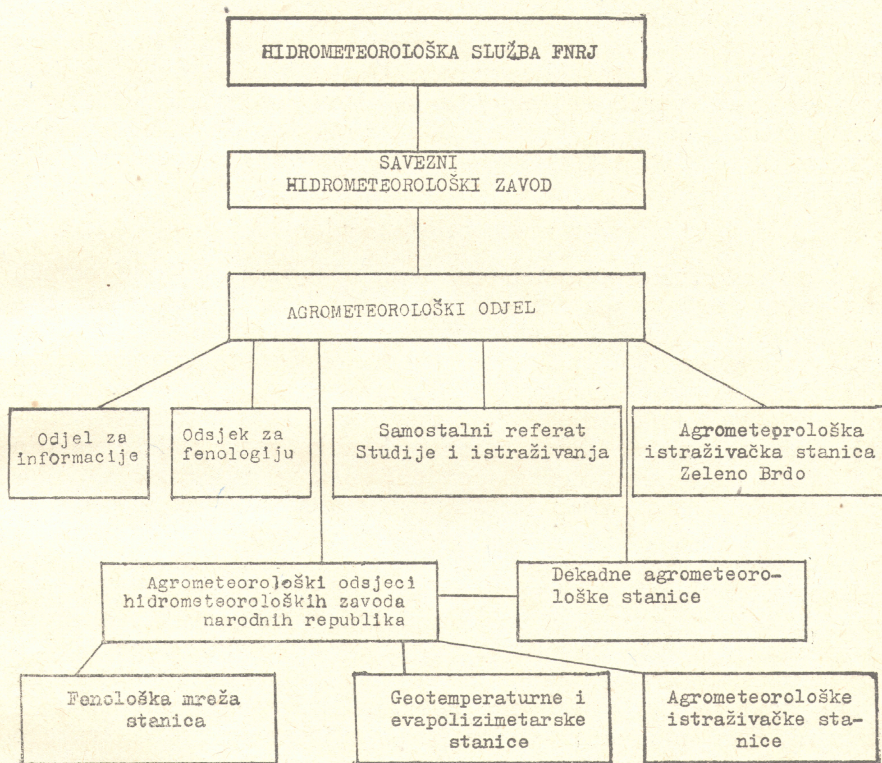 HIDROMETEOROLOŠKA SLUŽBA FNRJ
SAVEZNI
HIDROMETEOROLOŠKI ZAVOD
AGROMETEOROLOŠKI ODJEL
Odjel za
informacije
Odsjek za
fenologiju
Samostalni referat
Studije i istraživanja
Agrometeprološka
istraživačka stanica
Zeleno Brdo
Agrometeorološki odsjeci
hidrometeoroloških zavoda
narodnih republika
Dekadne agrometeoro-
loške stanice
Fenološka mreža
stanica
Geotemperaturne i
evapolizimetarske
stanice
Agrometeorološke
istraživačke sta-
nice